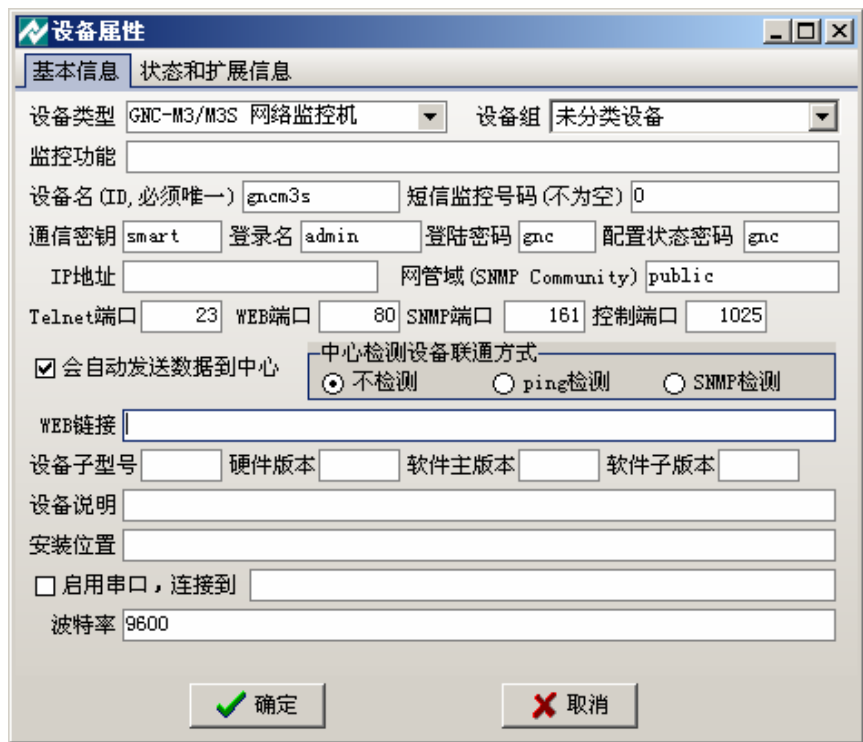 设备属性
基本信息 状态和扩展信息
设备类型 GNC-M3/M3S 网络监控机 设备组 未分类设备
监控功能
设备名(ID,必须唯一) gncm3s 短信监控号码(不为空) 0
通信密钥 smart 登录名 admin 登陆密码 gnc 配置状态密码 gnc
IP地址 网管域(SNMP Community) public
Telnet端口 23 WEB端口 80 SNMP端口 161 控制端口 1025
会自动发送数据到中心 中心检测设备联通方式
不检测 ping检测 SNMP检测
WEB链接
设备子型号 硬件版本 软件主版本 软件子版本
设备说明
安装位置
启用串口，连接到
波特率 9600
确定 取消